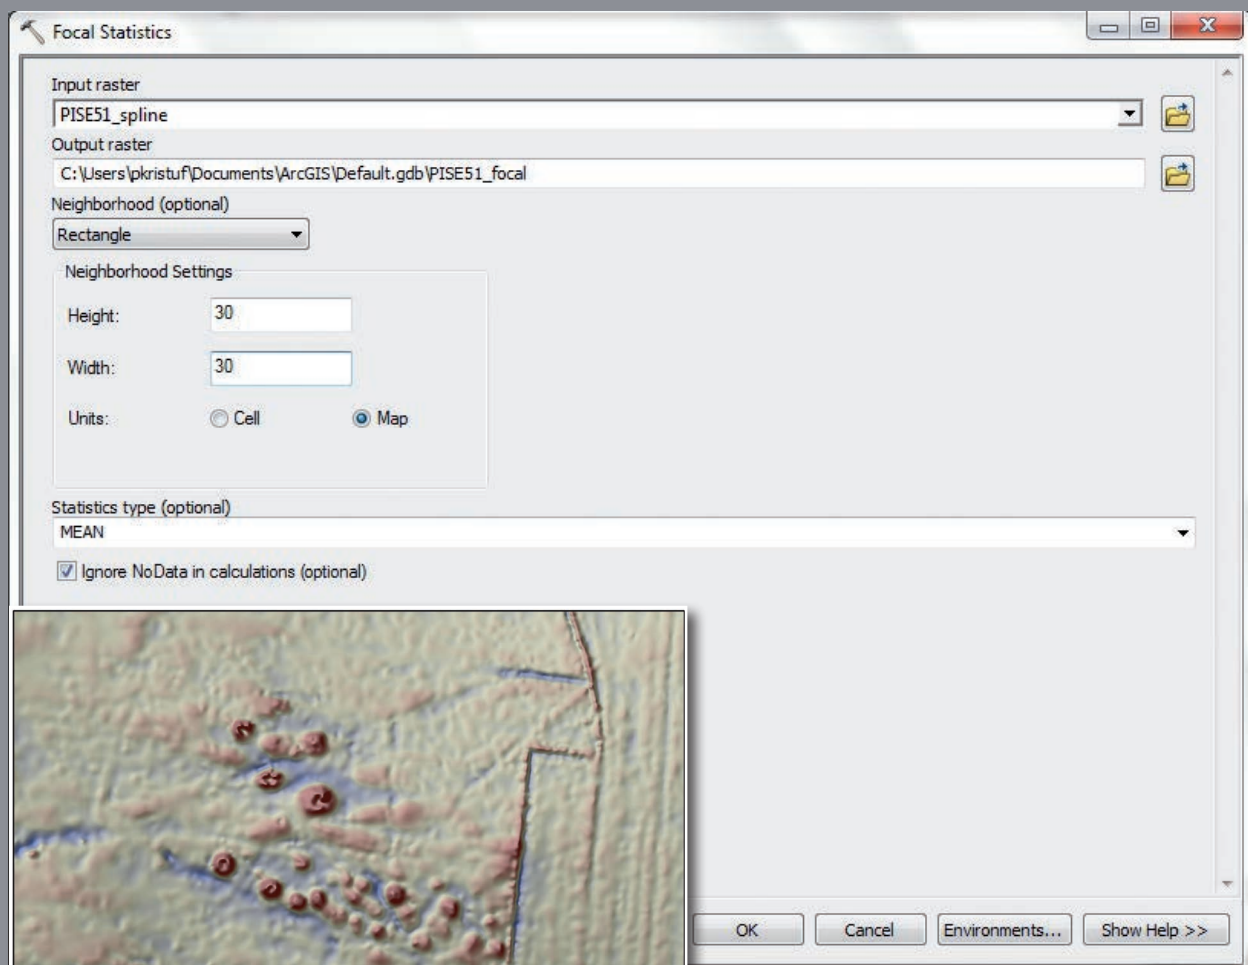 Focal Statistics
Input raster
PISE51_spline
Output raster
C:\Users\pkristuf\Documents\ArcGIS\Default.gdb\PISE51_focal
Neighborhood (optional)
Rectangle
Neighborhood Settings
Height: 30
Width: 30
Units: Cell Map
Statistics type (optional)
MEAN
Ignore NoData in calculations (optional)
OK Cancel Environments... Show Help >>